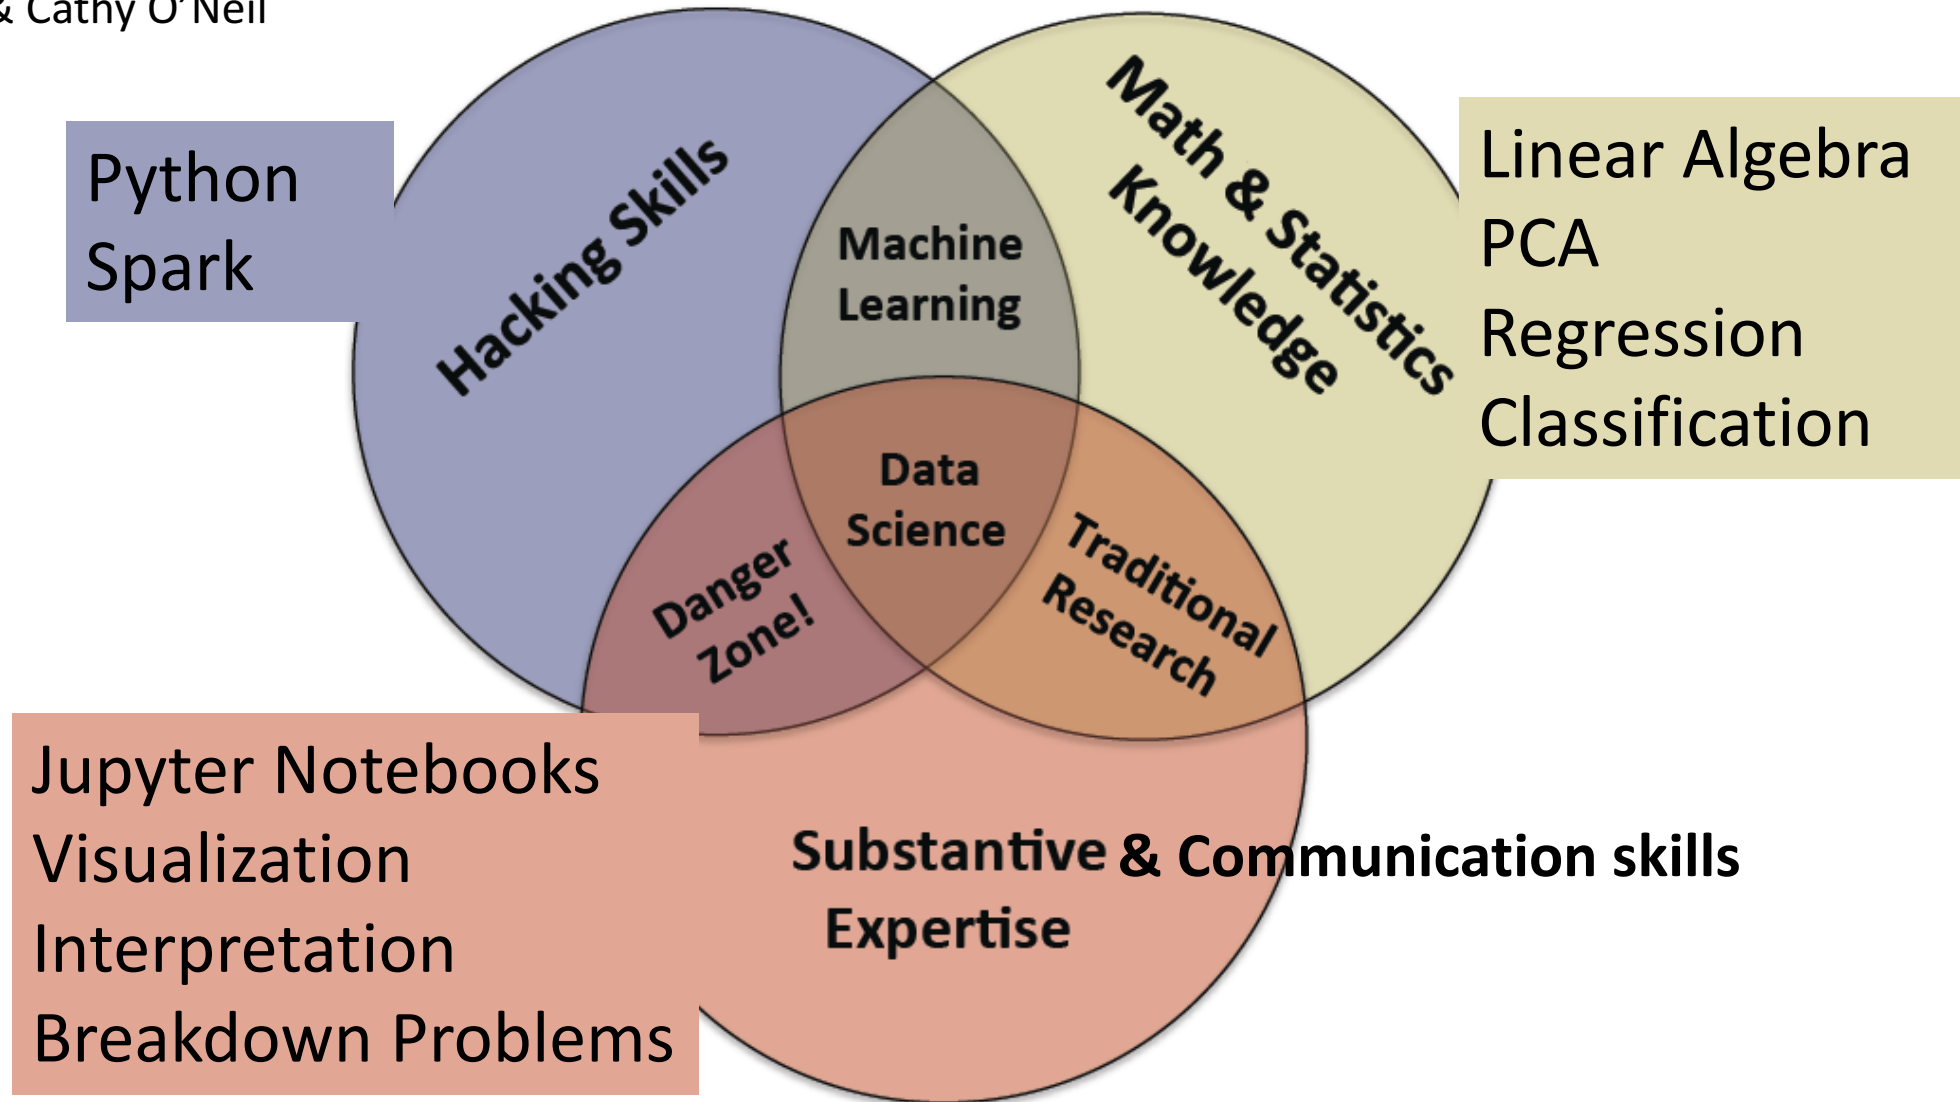 & Cathy O'Neil
Python
Spark
Hacking Skills
Math & Statistics
Knowledge
Linear Algebra
PCA
Regression
Classification
Machine
Learning
Data
Science
Danger
Zone!
Traditional
Research
Jupyter Notebooks
Visualization
Interpretation
Breakdown Problems
Substantive & Communication skills
Expertise